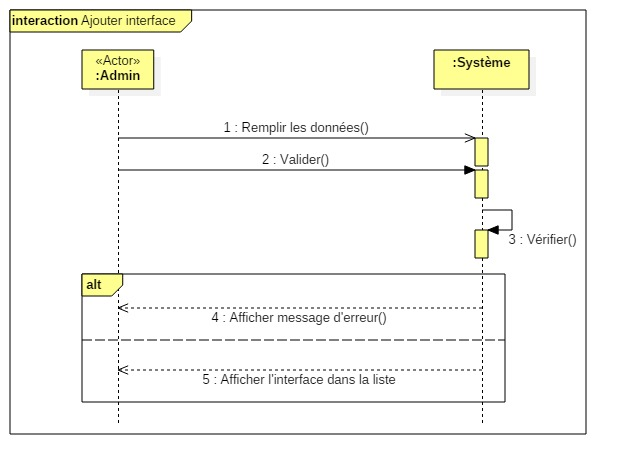 interaction Ajouter interface
«Actor»
:Admin
:Système
1 : Remplir les données()
2 : Valider()
3 : Vérifier()
alt
4 : Afficher message d'erreur()
5 : Afficher l'interface dans la liste